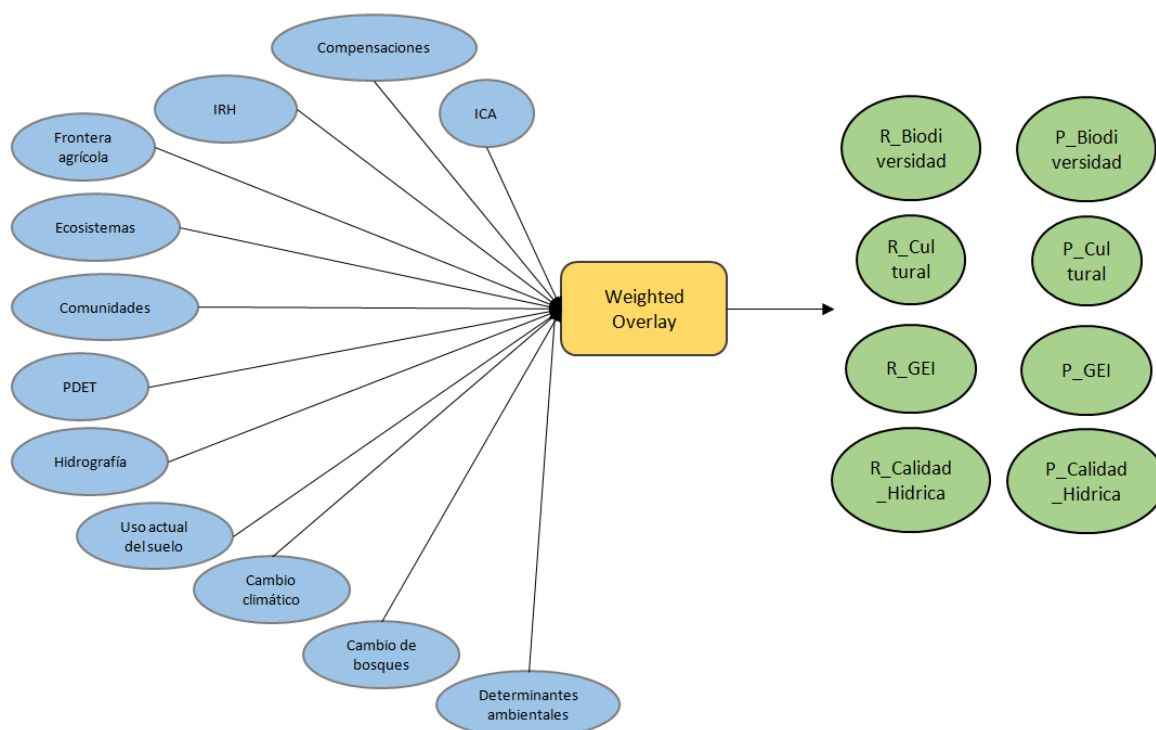 Compensaciones
IRH
ICA
Frontera
agrícola
Ecosistemas
Comunidades
PDET
Hidrografía
Uso actual
del suelo
Cambio
climático
Cambio de
bosques
Determinantes
ambientales
Weighted
Overlay
R_Biodi
versidad
P_Biodi
versidad
R_Cul
tural
P_Cul
tural
R_GEI
P_GEI
R_Calidad
_Hidrica
P_Calidad
_Hidrica